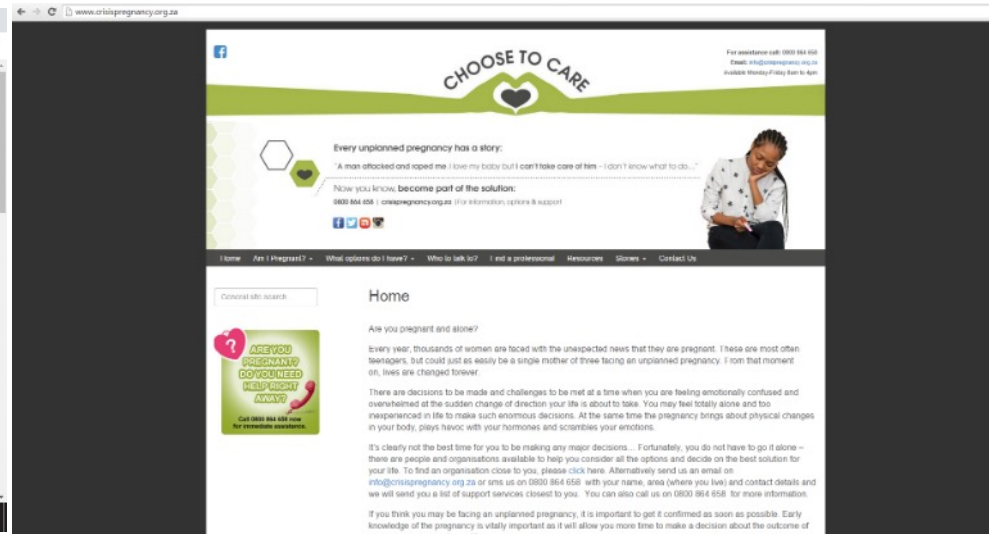 www.crisispregnancy.org.za
CHOOSE TO CARE
For assistance call: 0800 864 658
Email: info@crisispregnancy.org.za
Available Monday-Friday 8am to 4pm
Every unplanned pregnancy has a story:
"A man attacked and raped me. I love my baby but I can't take care of him – I don't know what to do..."
Now you know, become part of the solution:
0800 864 658 | crisispregnancy.org.za | For information, options & support
Home Am I Pregnant? What options do I have? Who to talk to? Find a professional Resources Stories Contact Us
General site search
Home
ARE YOU
PREGNANT?
DO YOU NEED
HELP RIGHT
AWAY?
Call 0800 864 658 now
for immediate assistance.
Are you pregnant and alone?
Every year, thousands of women are faced with the unexpected news that they are pregnant. These are most often
teenagers, but could just as easily be a single mother of three facing an unplanned pregnancy. From that moment
on, lives are changed forever.
There are decisions to be made and challenges to be met at a time when you are feeling emotionally confused and
overwhelmed at the sudden change of direction your life is about to take. You may feel totally alone and too
inexperienced in life to make such enormous decisions. At the same time the pregnancy brings about physical changes
in your body, plays havoc with your hormones and scrambles your emotions.
It's clearly not the best time for you to be making any major decisions... Fortunately, you do not have to go it alone –
there are people and organisations available to help you consider all the options and decide on the best solution for
your life. To find an organisation close to you, please click here. Alternatively send us an email on
info@crisispregnancy.org.za or sms us on 0800 864 658 with your name, area (where you live) and contact details and
we will send you a list of support services closest to you. You can also call us on 0800 864 658 for more information.
If you think you may be facing an unplanned pregnancy, it is important to get it confirmed as soon as possible. Early
knowledge of the pregnancy is vitally important as it will allow you more time to make a decision about the outcome of